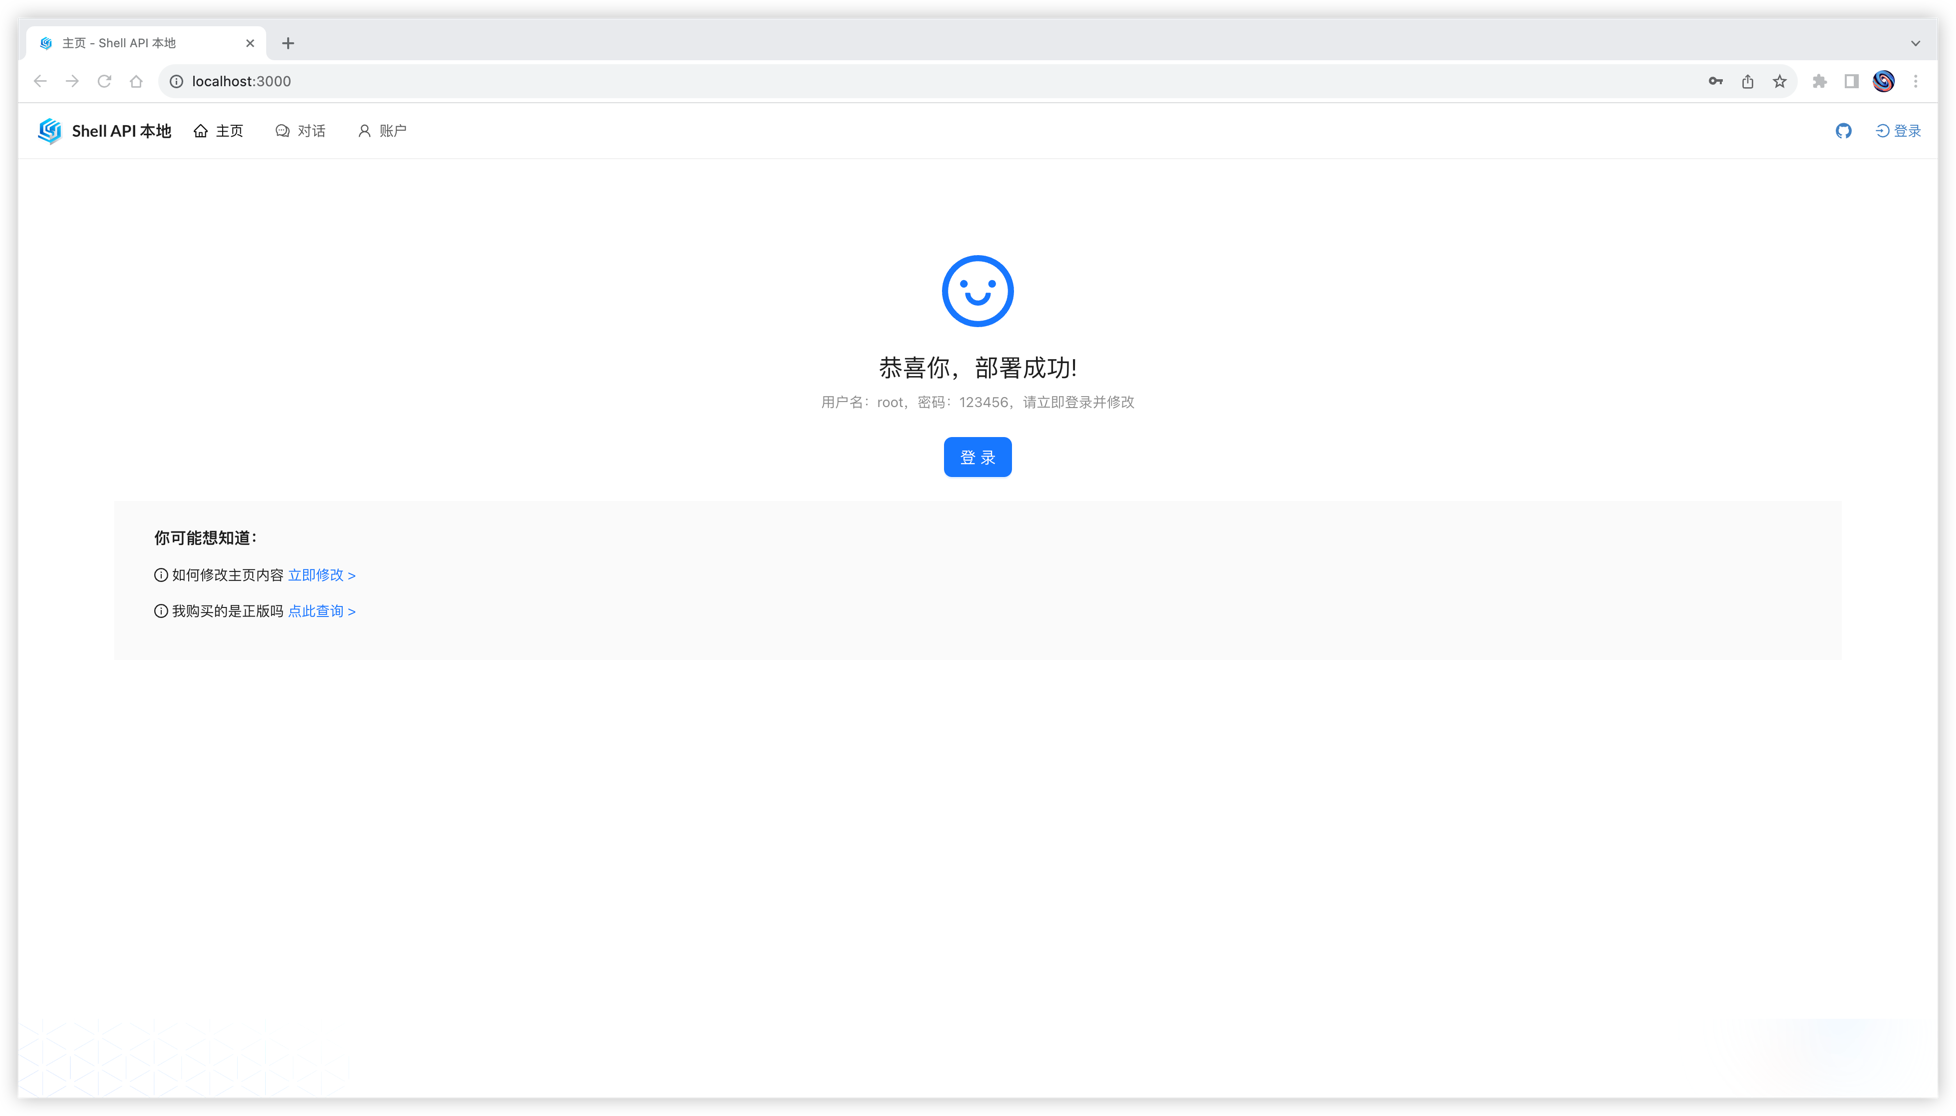 主页 - Shell API 本地
localhost:3000
Shell API 本地 主页 对话 账户 登录
恭喜你，部署成功!
用户名：root，密码：123456，请立即登录并修改
登 录
你可能想知道：
如何修改主页内容 立即修改 >
我购买的是正版吗 点此查询 >